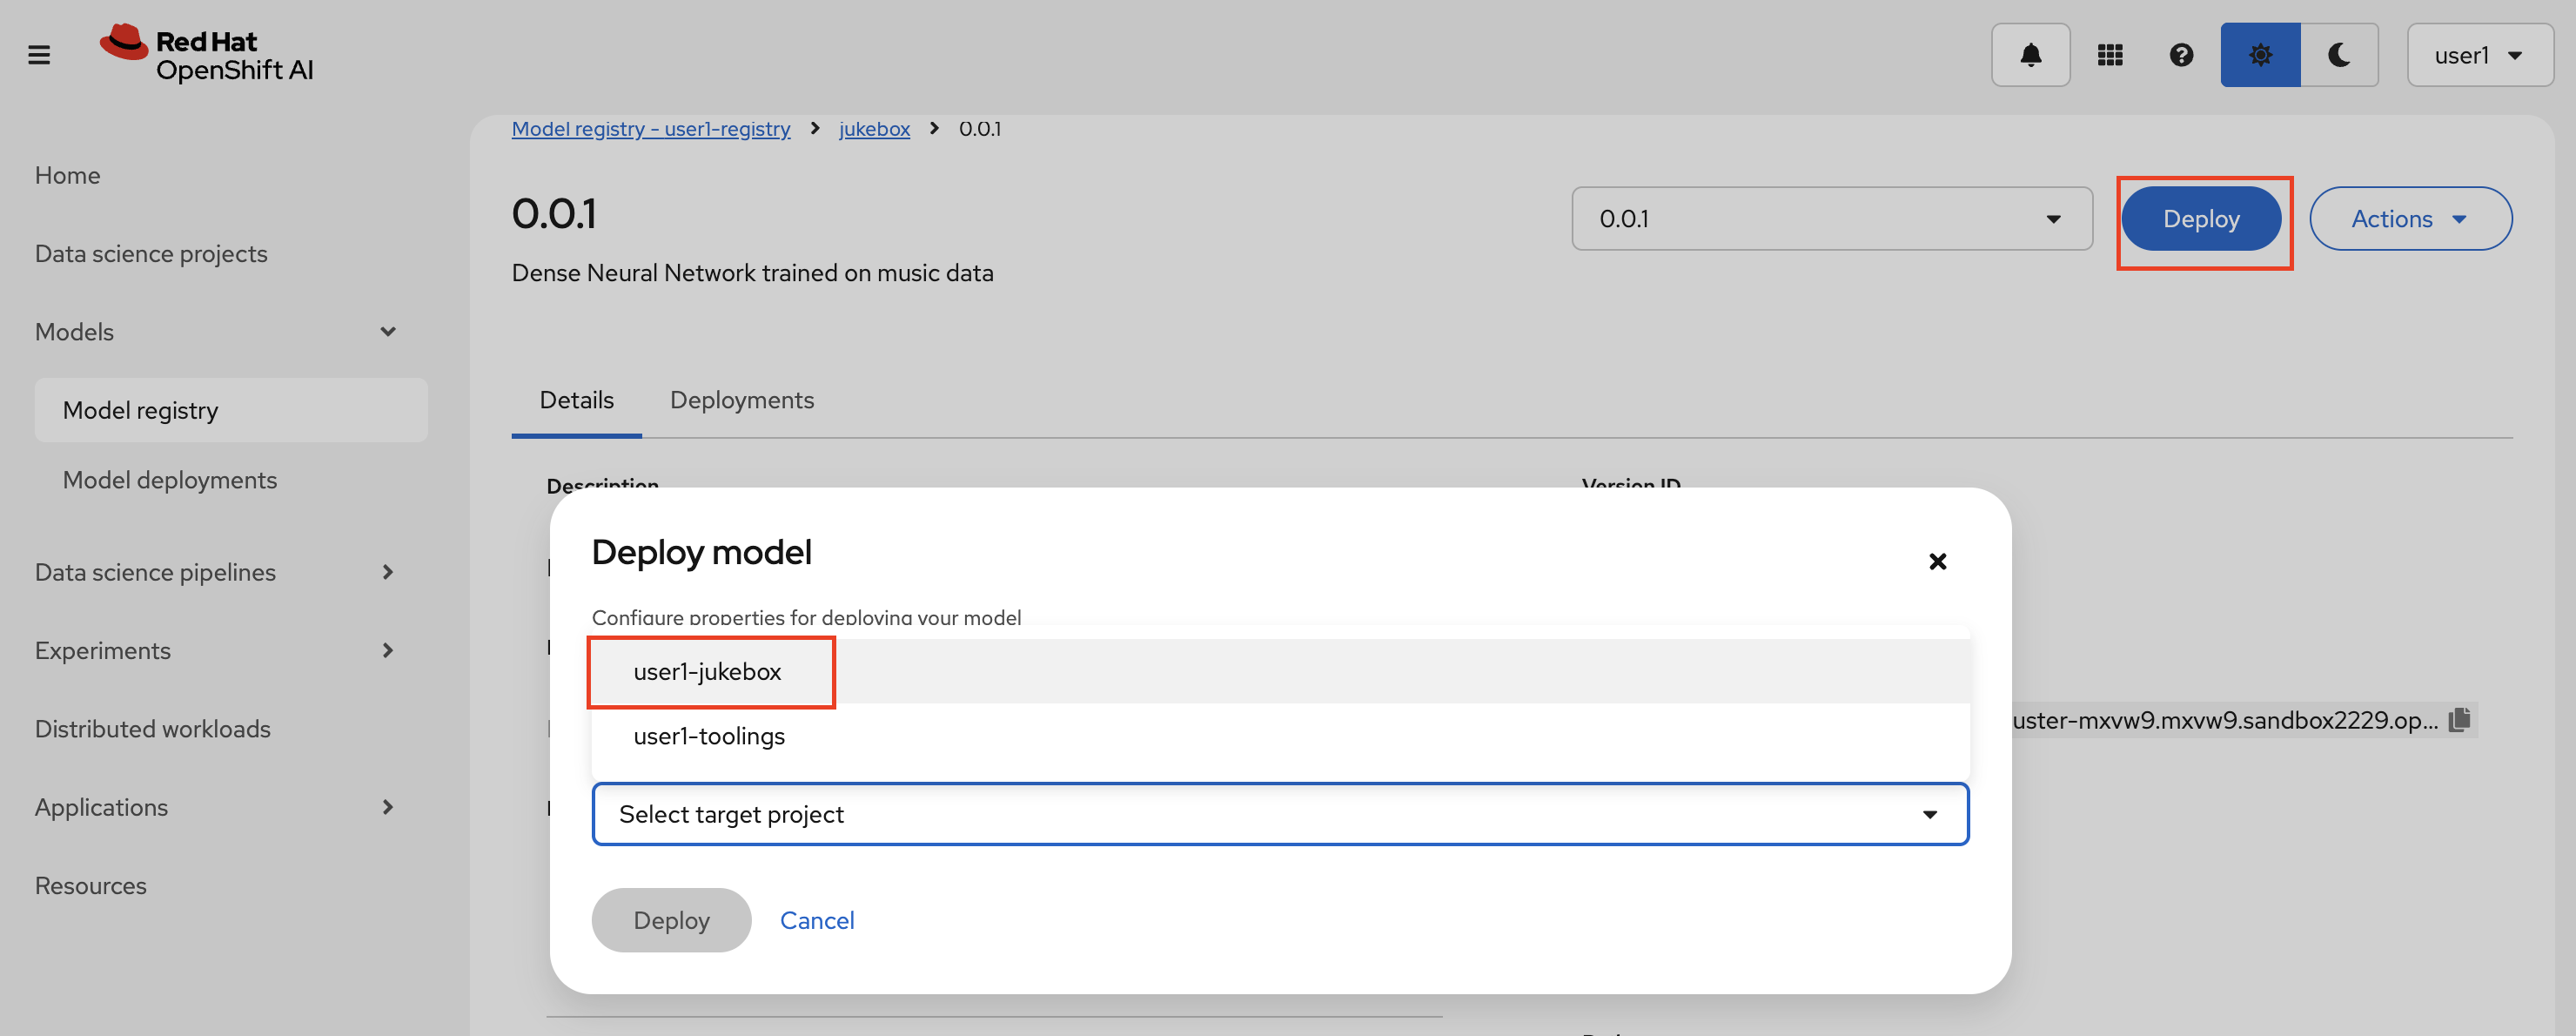 Red Hat
OpenShift AI
user1
Home
Data science projects
Models
Model registry
Model deployments
Data science pipelines
Experiments
Distributed workloads
Applications
Resources
Model registry - user1-registry > jukebox > 0.0.1
0.0.1
Dense Neural Network trained on music data
0.0.1
Deploy
Actions
Details
Deployments
Description
Version ID
Deploy model
Configure properties for deploying your model
user1-jukebox
user1-toolings
Select target project
uster-mxvw9.mxvw9.sandbox2229.op...
Deploy
Cancel